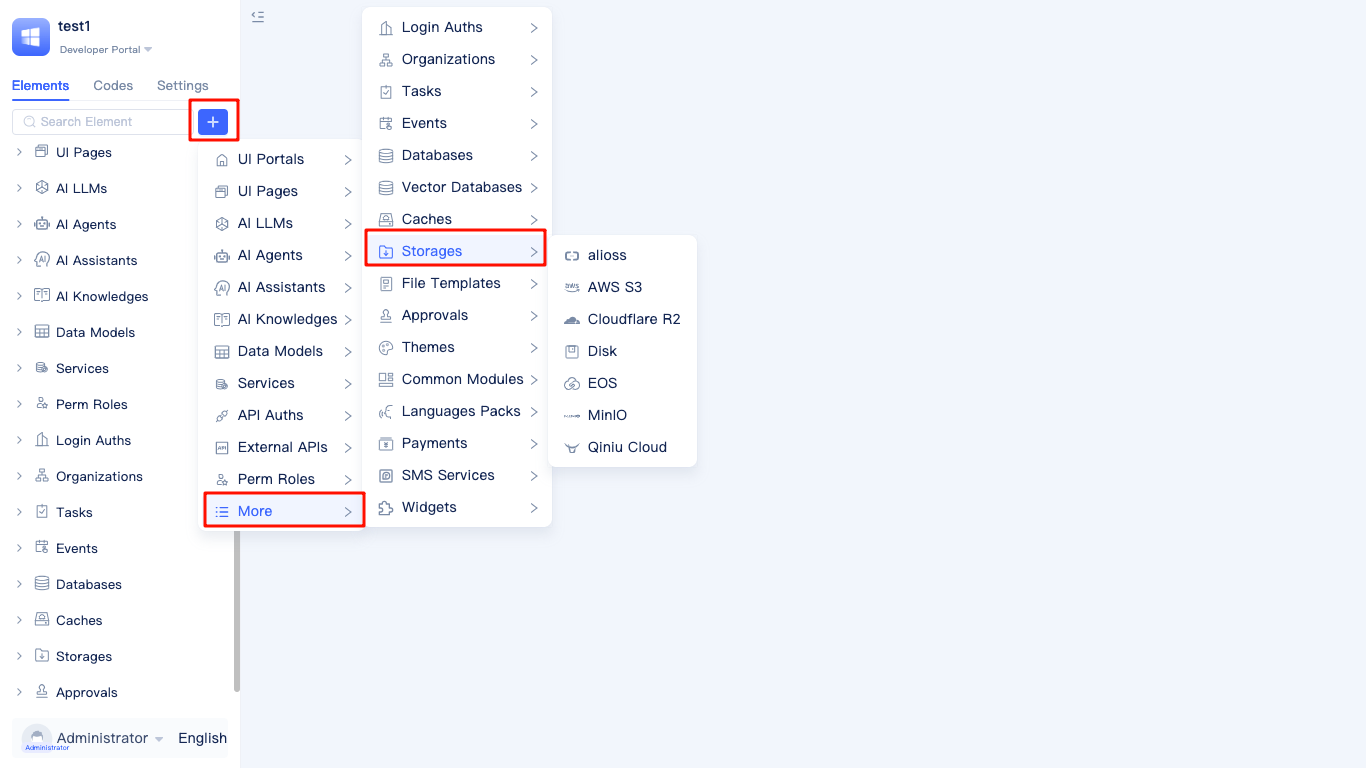 test1
Developer Portal
Elements Codes Settings
Search Element
UI Pages
AI LLMs
AI Agents
AI Assistants
AI Knowledges
Data Models
Services
Perm Roles
Login Auths
Organizations
Tasks
Events
Databases
Caches
Storages
Approvals
Administrator English
Administrator
UI Portals
UI Pages
AI LLMs
AI Agents
AI Assistants
AI Knowledges
Data Models
Services
API Auths
External APIs
Perm Roles
More
Login Auths
Organizations
Tasks
Events
Databases
Vector Databases
Caches
Storages
File Templates
Approvals
Themes
Common Modules
Languages Packs
Payments
SMS Services
Widgets
alioss
AWS S3
Cloudflare R2
Disk
EOS
MinIO
Qiniu Cloud